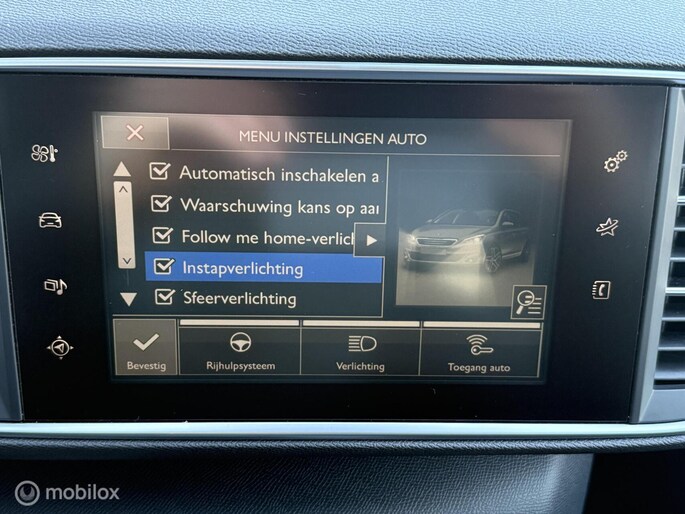 MENU INSTELLINGEN AUTO
Automatisch inschakelen a
Waarschuwing kans op aan
Follow me home-verlich
Instapverlichting
Sfeerverlichting
Bevestig
Rijhulpsysteem
Verlichting
Toegang auto
mobilox